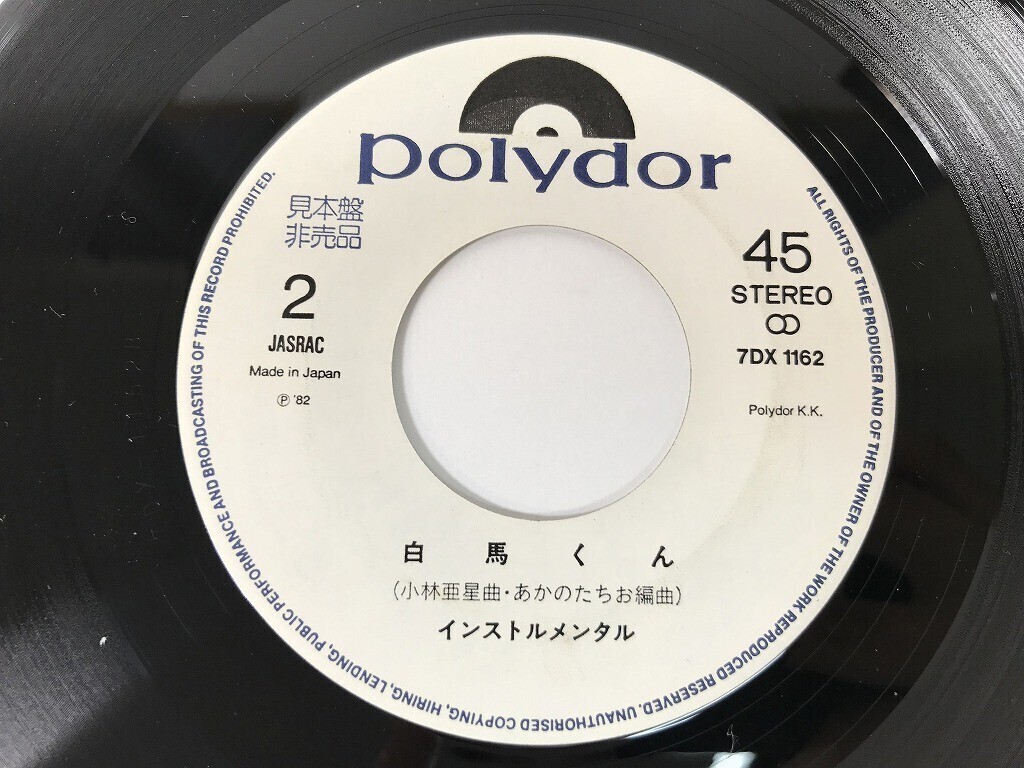 polydor
見本盤
非売品
2
JASRAC
Made in Japan
Ⓟ '82
45
STEREO
7DX 1162
Polydor K.K.
白馬くん
(小林亜星曲・あかのたちお編曲)
インストルメンタル
ALL RIGHTS OF THE PRODUCER AND OF THE OWNER OF THE WORK REPRODUCED RESERVED. UNAUTHORISED COPYING, HIRING, LENDING, PUBLIC PERFORMANCE AND BROADCASTING OF THIS RECORD PROHIBITED.